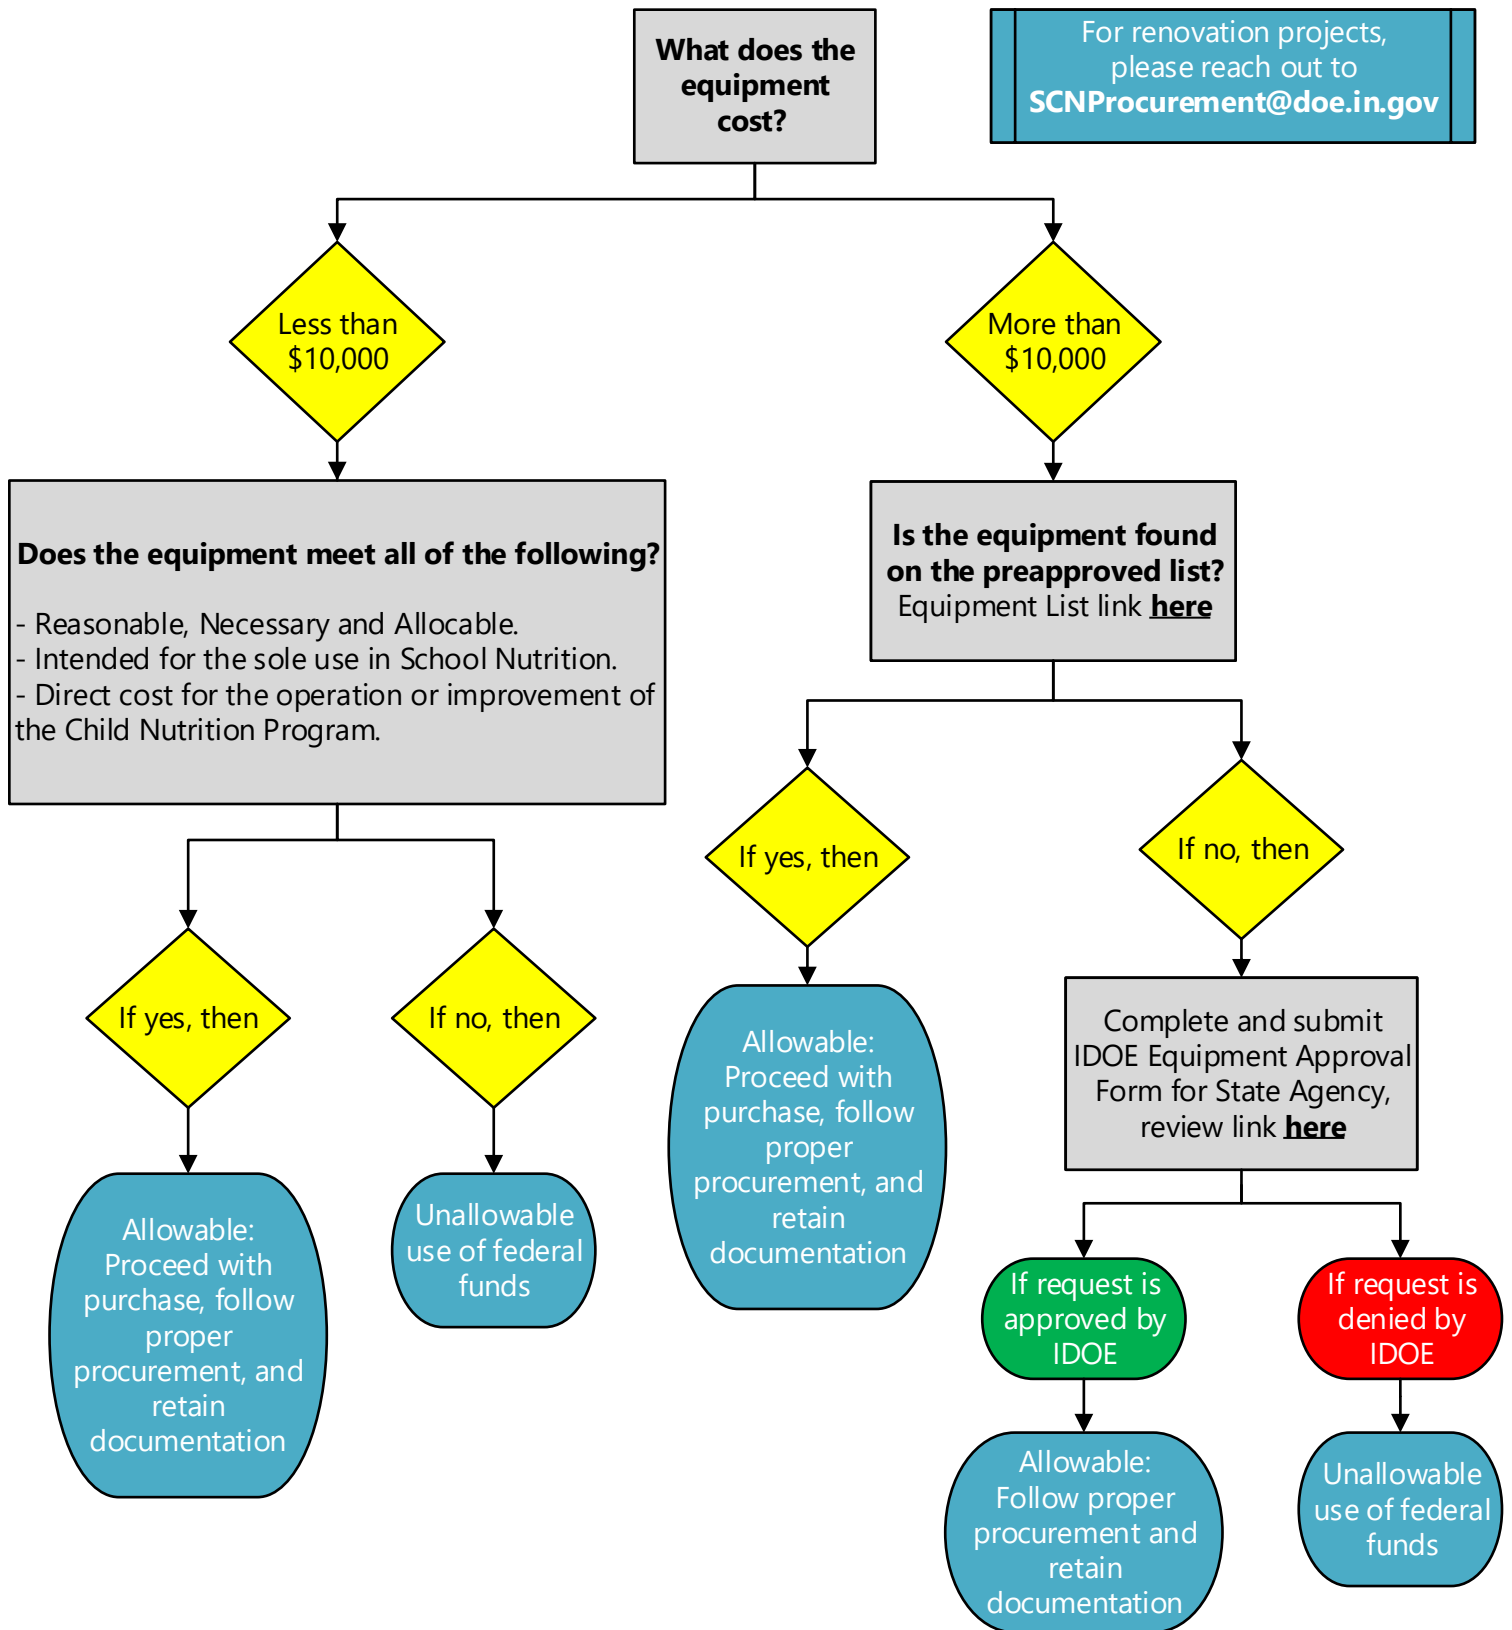 What does the
equipment
cost?
For renovation projects,
please reach out to
SCNProcurement@doe.in.gov
Less than
$10,000
More than
$10,000
Does the equipment meet all of the following?
- Reasonable, Necessary and Allocable.
- Intended for the sole use in School Nutrition.
- Direct cost for the operation or improvement of
the Child Nutrition Program.
Is the equipment found
on the preapproved list?
Equipment List link here
If yes, then
If no, then
If yes, then
If no, then
Allowable:
Proceed with
purchase, follow
proper
procurement, and
retain
documentation
Unallowable
use of federal
funds
Allowable:
Proceed with
purchase, follow
proper
procurement, and
retain
documentation
Complete and submit
IDOE Equipment Approval
Form for State Agency,
review link here
If request is
approved by
IDOE
If request is
denied by
IDOE
Allowable:
Follow proper
procurement and
retain
documentation
Unallowable
use of federal
funds